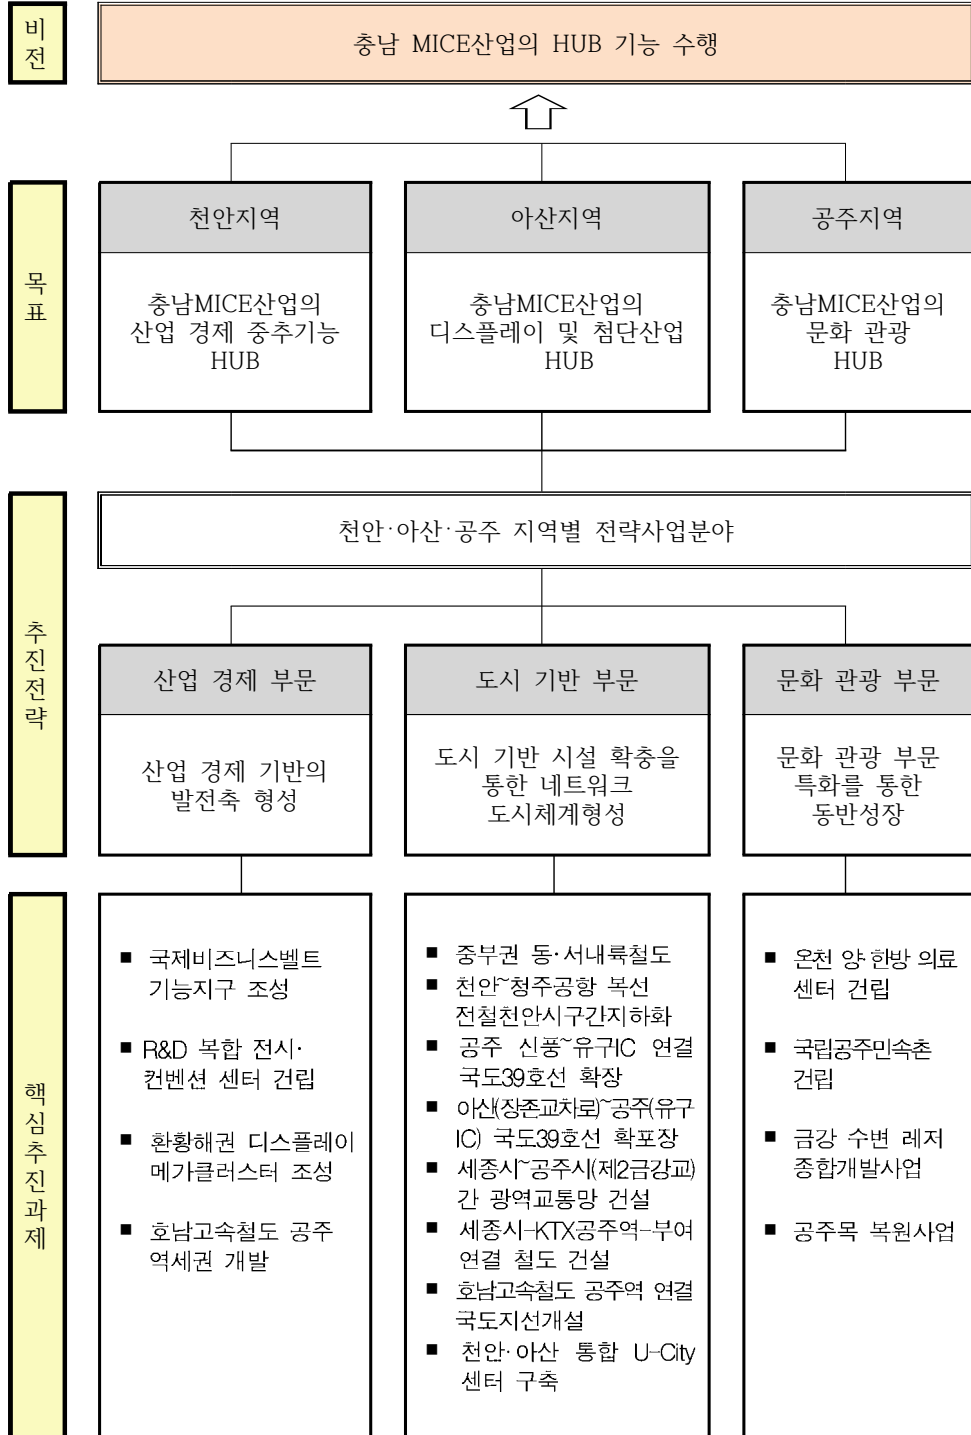 비
전
충남 MICE산업의 HUB 기능 수행
목
표
천안지역
충남MICE산업의
산업 경제 중추기능
HUB
아산지역
충남MICE산업의
디스플레이 및 첨단산업
HUB
공주지역
충남MICE산업의
문화 관광
HUB
추
진
전
략
천안·아산·공주 지역별 전략사업분야
산업 경제 부문
산업 경제 기반의
발전축 형성
도시 기반 부문
도시 기반 시설 확충을
통한 네트워크
도시체계형성
문화 관광 부문
문화 관광 부문
특화를 통한
동반성장
핵
심
추
진
과
제
■ 국제비즈니스벨트
기능지구 조성
■ R&D 복합 전시·
컨벤션 센터 건립
■ 환황해권 디스플레이
메가클러스터 조성
■ 호남고속철도 공주
역세권 개발
■ 중부권 동·서내륙철도
■ 천안~청주공항 복선
전철천안시구간지하화
■ 공주 신풍~유구IC 연결
국도39호선 확장
■ 아산(장존교차로)~공주(유구
IC) 국도39호선 확포장
■ 세종시~공주시(제2금강교)
간 광역교통망 건설
■ 세종시-KTX공주역-부여
연결 철도 건설
■ 호남고속철도 공주역 연결
국도지선개설
■ 천안·아산 통합 U-City
센터 구축
■ 온천 양·한방 의료
센터 건립
■ 국립공주민속촌
건립
■ 금강 수변 레저
종합개발사업
■ 공주목 복원사업